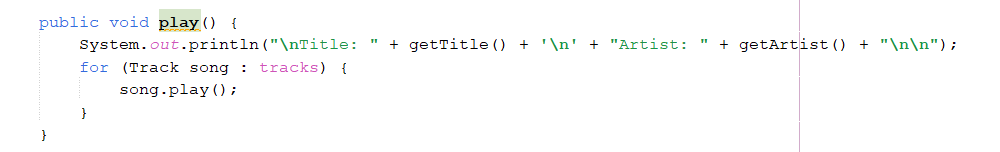 public void play() {
System.out.println("\nTitle: " + getTitle() + '\n' + "Artist: " + getArtist() + "\n\n");
for (Track song : tracks) {
song.play();
}
}